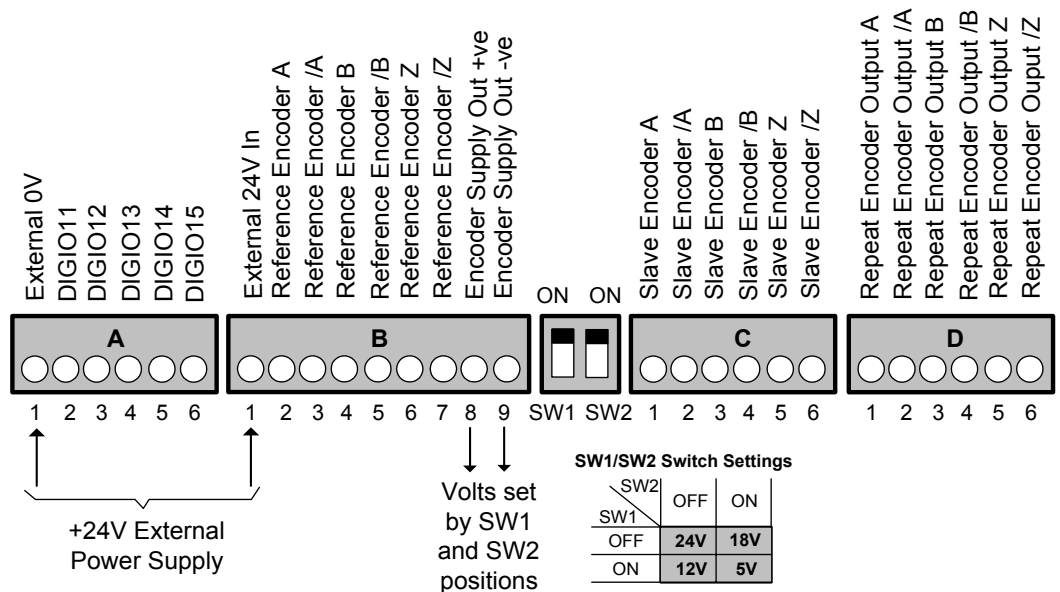 External 0V
DIGIO11
DIGIO12
DIGIO13
DIGIO14
DIGIO15
External 24V In
Reference Encoder A
Reference Encoder /A
Reference Encoder B
Reference Encoder /B
Reference Encoder Z
Reference Encoder /Z
Encoder Supply Out +ve
Encoder Supply Out -ve
Slave Encoder A
Slave Encoder /A
Slave Encoder B
Slave Encoder /B
Slave Encoder Z
Slave Encoder /Z
Repeat Encoder Output A
Repeat Encoder Output /A
Repeat Encoder Output B
Repeat Encoder Output /B
Repeat Encoder Output Z
Repeat Encoder Ouput /Z
ON ON
A B C D
1 2 3 4 5 6 1 2 3 4 5 6 7 8 9 SW1 SW2 1 2 3 4 5 6 1 2 3 4 5 6
+24V External
Power Supply
Volts set
by SW1
and SW2
positions
SW1/SW2 Switch Settings
SW2 OFF ON
SW1
OFF 24V 18V
ON 12V 5V